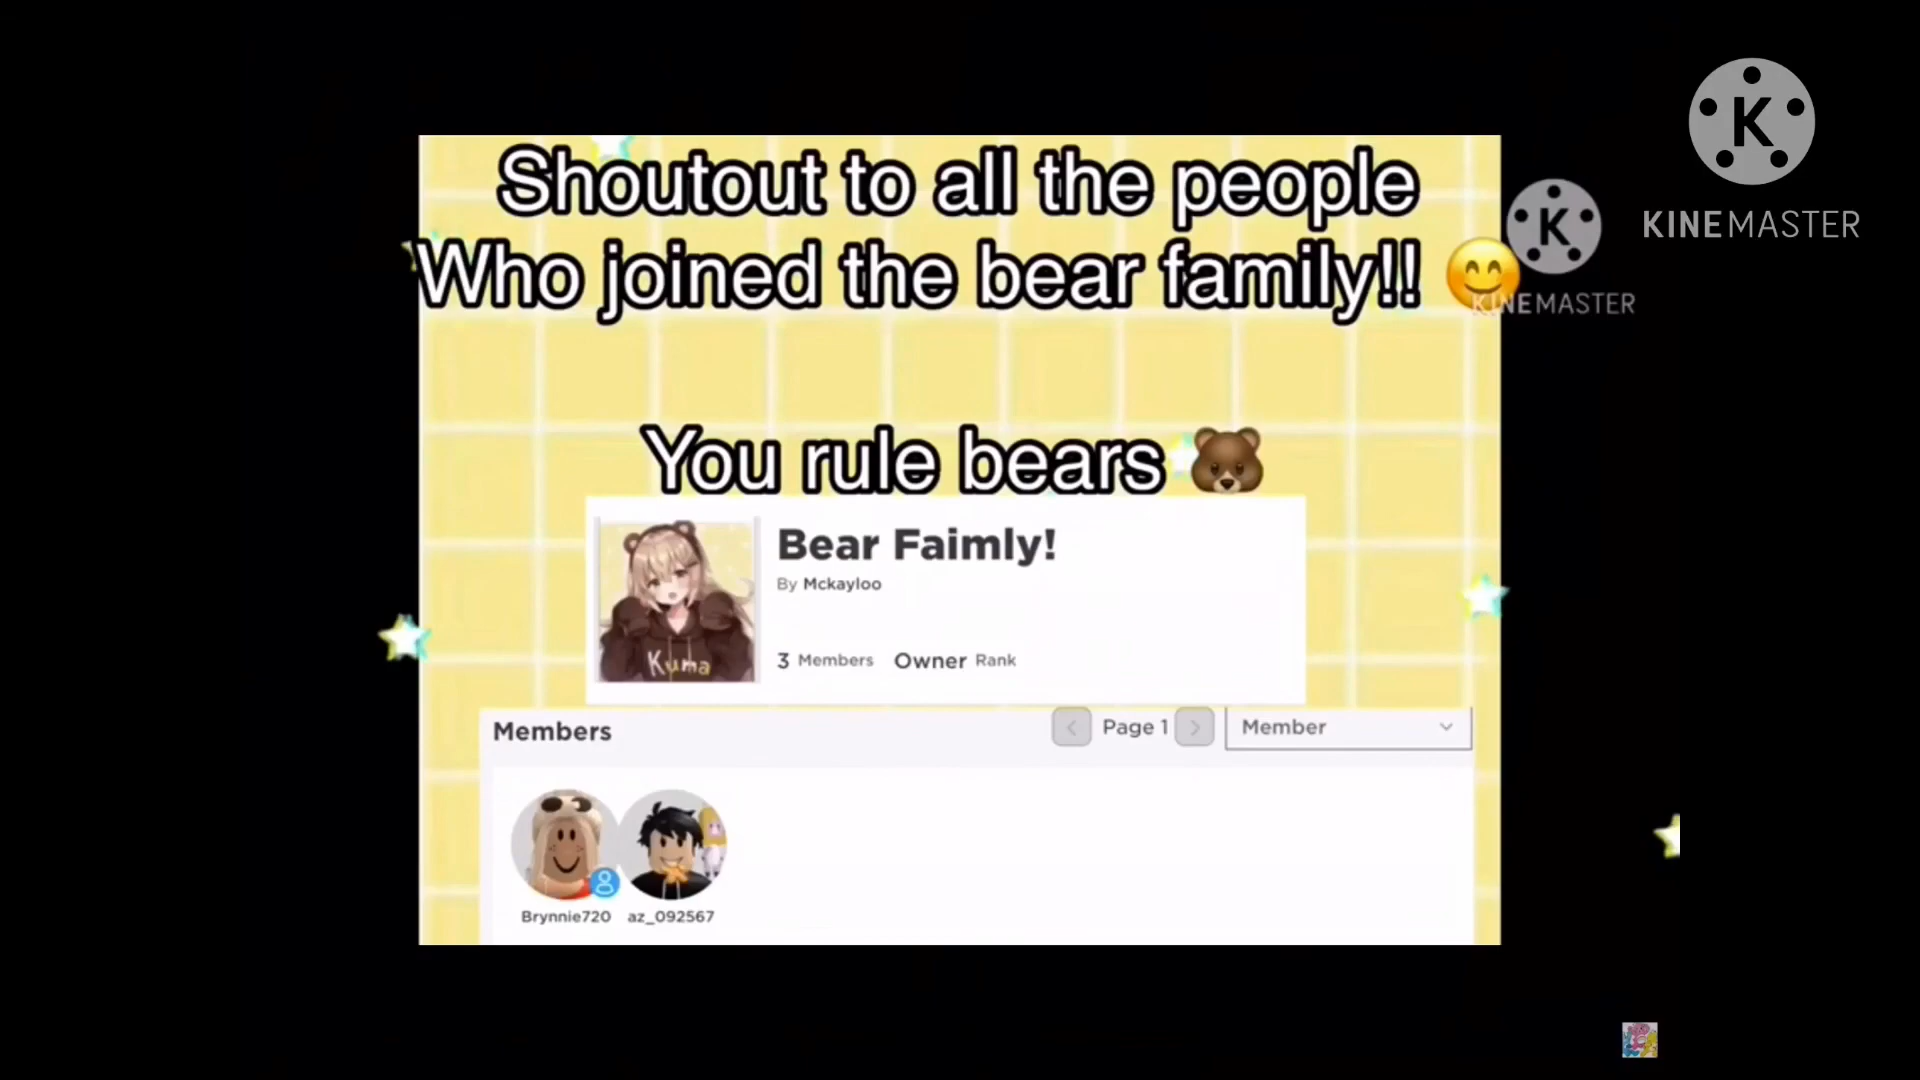 Shoutout to all the people
Who joined the bear family!! 😊
You rule bears 🐻
Bear Faimly!
By Mckayloo
3 Members Owner Rank
Kuma
Members
Page 1
Member
Brynnie720 az_092567
K
KINEMASTER
K
KINEMASTER